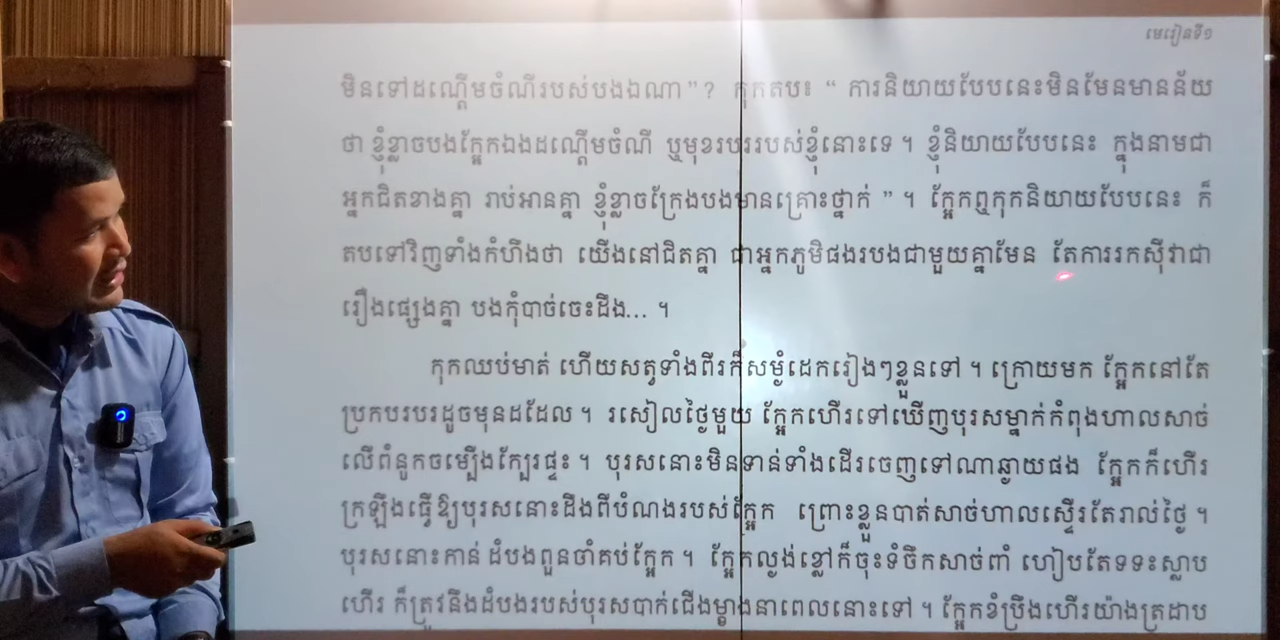 មេរៀនទី១
មិនទៅដណ្ដើមចំណីរបស់បងឯណា”? កុកតប៖ “ ការនិយាយបែបនេះមិនមែនមានន័យ
ថា ខ្ញុំខ្លាចបងក្អែកឯងដណ្ដើមចំណី ឬមុខរបររបស់ខ្ញុំនោះទេ ។ ខ្ញុំនិយាយបែបនេះ ក្នុងនាមជា
អ្នកជិតខាងគ្នា រាប់អានគ្នា ខ្ញុំខ្លាចក្រែងបងមានគ្រោះថ្នាក់ ” ។ ក្អែកឮកុកនិយាយបែបនេះ ក៏
តបទៅវិញទាំងកំហឹងថា យើងនៅជិតគ្នា ជាអ្នកភូមិផងរបងជាមួយគ្នាមែន តែការរកស៊ីវាជា
រឿងផ្សេងគ្នា បងកុំបាច់ចេះដឹង... ។
កុកឈប់មាត់ ហើយសត្វទាំងពីរក៏សម្ងំដេករៀងៗខ្លួនទៅ ។ ក្រោយមក ក្អែកនៅតែ
ប្រកបរបរដូចមុនដដែល ។ រសៀលថ្ងៃមួយ ក្អែកហើរទៅឃើញបុរសម្នាក់កំពុងហាលសាច់
លើពំនូកចម្បើងក្បែរផ្ទះ ។ បុរសនោះមិនទាន់ទាំងដើរចេញទៅណាឆ្ងាយផង ក្អែកក៏ហើរ
ក្រឡឹងធ្វើឱ្យបុរសនោះដឹងពីបំណងរបស់ក្អែក ព្រោះខ្លួនបាត់សាច់ហាលស្ទើរតែរាល់ថ្ងៃ ។
បុរសនោះកាន់ ដំបងពួនចាំគប់ក្អែក ។ ក្អែកល្ងង់ខ្លៅក៏ចុះទំចឹកសាច់ពាំ ហៀបតែទទះស្លាប
ហើរ ក៏ត្រូវនឹងដំបងរបស់បុរសបាក់ជើងម្ខាងនាពេលនោះទៅ ។ ក្អែកខំប្រឹងហើរយ៉ាងត្រដាប